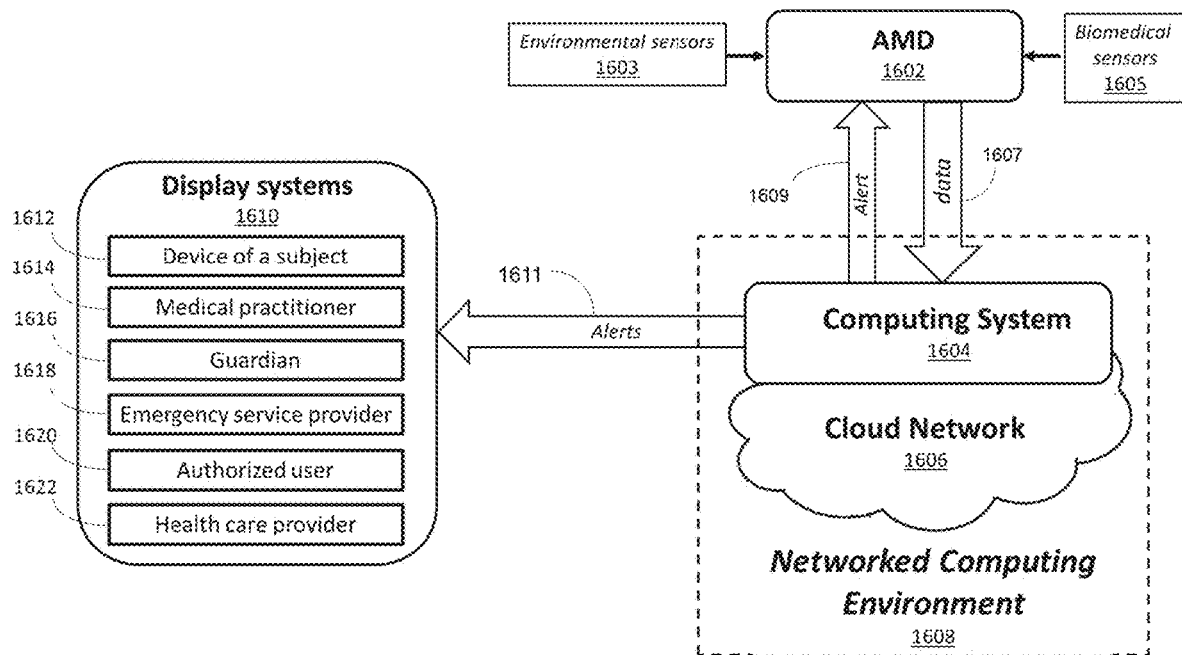 Environmental sensors
1603
AMD
1602
Biomedical
sensors
1605
1609
Alert
data
1607
Display systems
1610
1612
Device of a subject
1614
Medical practitioner
1616
Guardian
1618
Emergency service provider
1620
Authorized user
1622
Health care provider
1611
Alerts
Computing System
1604
Cloud Network
1606
Networked Computing
Environment
1608